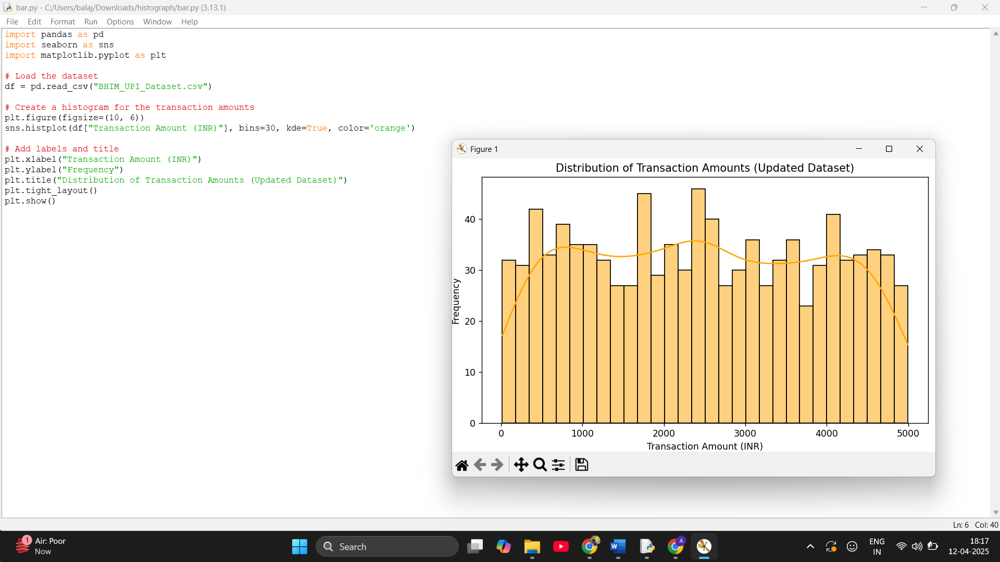 bar.py - C:/Users/balaj/Downloads/histograph/bar.py (3.13.1)
File Edit Format Run Options Window Help
import pandas as pd
import seaborn as sns
import matplotlib.pyplot as plt
# Load the dataset
df = pd.read_csv("BHIM_UPI_Dataset.csv")
# Create a histogram for the transaction amounts
plt.figure(figsize=(10, 6))
sns.histplot(df["Transaction Amount (INR)"], bins=30, kde=True, color='orange')
# Add labels and title
plt.xlabel("Transaction Amount (INR)")
plt.ylabel("Frequency")
plt.title("Distribution of Transaction Amounts (Updated Dataset)")
plt.tight_layout()
plt.show()
Figure 1
Distribution of Transaction Amounts (Updated Dataset)
Frequency
40
30
20
10
0
0 1000 2000 3000 4000 5000
Transaction Amount (INR)
Ln: 6 Col: 40
1
Air: Poor
Now
Search
A
ENG
IN
18:17
12-04-2025